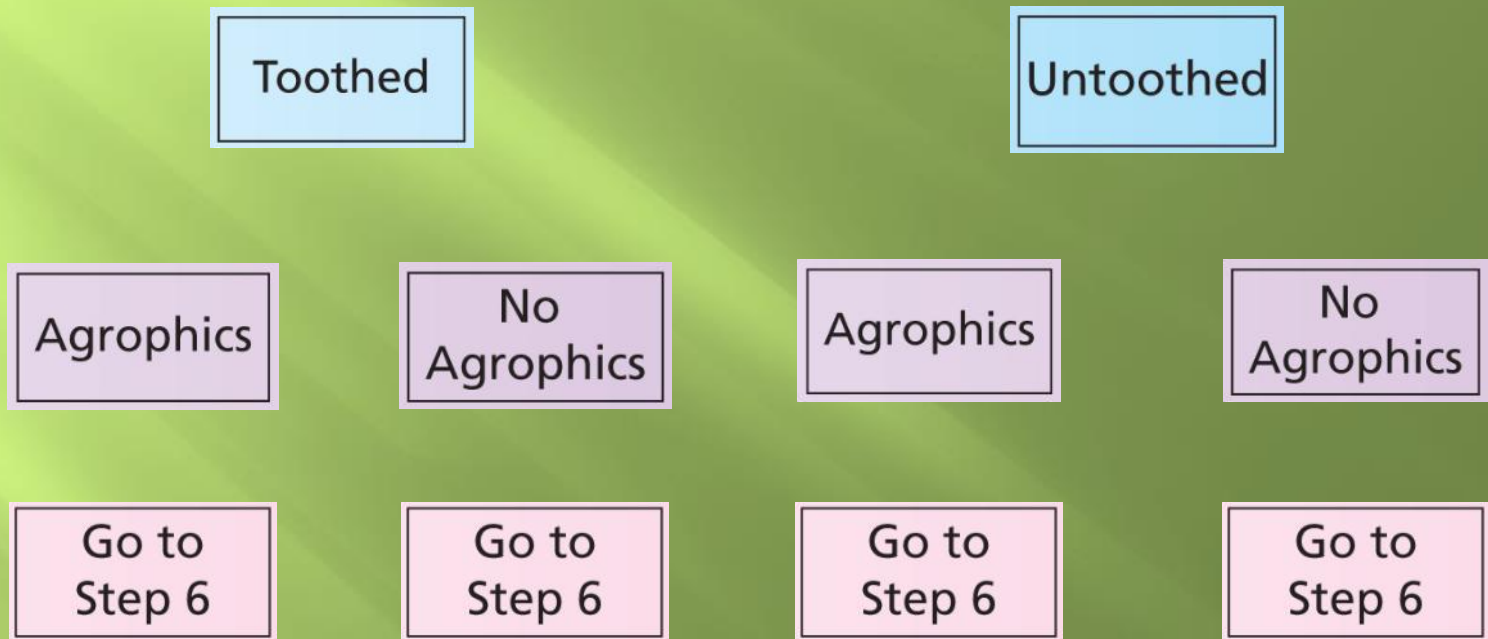 Toothed
Untoothed
Agrophics
No
Agrophics
Agrophics
No
Agrophics
Go to
Step 6
Go to
Step 6
Go to
Step 6
Go to
Step 6